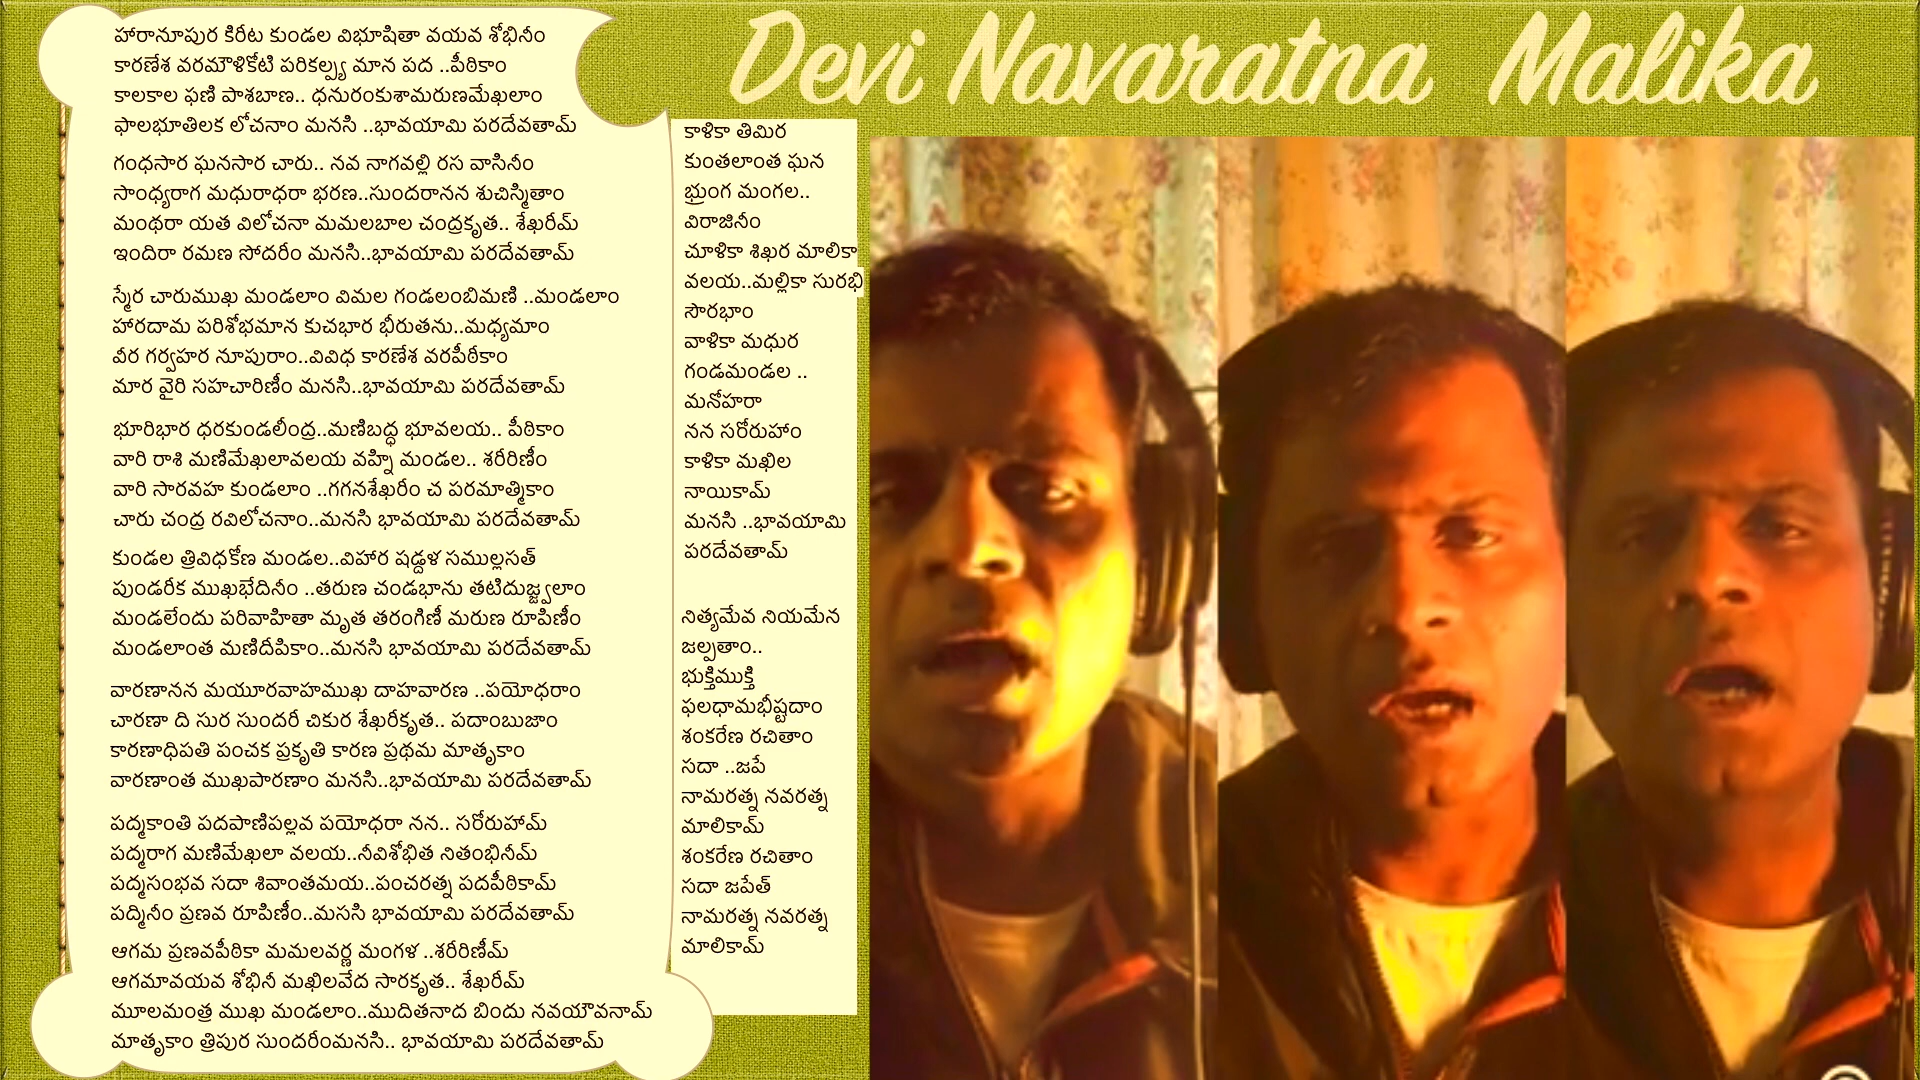 Devi Navaratna Malika
హారానూపుర కిరీట కుండల విభూషితా వయవ శోభినీం
కారణేశ వరమౌళికోటి పరికల్ప్య మాన పద ..పీఠికాం
కాలకాల ఫణి పాశబాణ.. ధనురంకుశామరుణమేఖలాం
ఫాలభూతిలక లోచనాం మనసి ..భావయామి పరదేవతామ్
గంధసార ఘనసార చారు.. నవ నాగవల్లి రస వాసినీం
సాంధ్యరాగ మధురాధరా భరణ..సుందరానన శుచిస్మితాం
మంథరా యత విలోచనా మమలబాల చంద్రకృత.. శేఖరీమ్
ఇందిరా రమణ సోదరీం మనసి..భావయామి పరదేవతామ్
స్మేర చారుముఖ మండలాం విమల గండలంబిమణి ..మండలాం
హారదామ పరిశోభమాన కుచభార భీరుతను..మధ్యమాం
వీర గర్వహర నూపురాం..వివిధ కారణేశ వరపీఠీకాం
మార వైరి సహచారిణీం మనసి..భావయామి పరదేవతామ్
భూరిభార ధరకుండలీంద్ర..మణిబద్ధ భూవలయ.. పీఠికాం
వారి రాశి మణిమేఖలావలయ వహ్ని మండల.. శరీరిణీం
వారి సారవహ కుండలాం ..గగనశేఖరీం చ పరమాత్మికాం
చారు చంద్ర రవిలోచనాం..మనసి భావయామి పరదేవతామ్
కుండల త్రివిధకోణ మండల..విహార షడ్దళ సముల్లసత్
పుండరీక ముఖభేదినీం ..తరుణ చండభాను తటిదుజ్జ్వలాం
మండలేందు పరివాహితా మృత తరంగిణీ మరుణ రూపిణీం
మండలాంత మణిదీపికాం..మనసి భావయామి పరదేవతామ్
వారణానన మయూరవాహముఖ దాహవారణ ..పయోధరాం
చారణా ది సుర సుందరీ చికుర శేఖరీకృత.. పదాంబుజాం
కారణాధిపతి పంచక ప్రకృతి కారణ ప్రథమ మాతృకాం
వారణాంత ముఖపారణాం మనసి..భావయామి పరదేవతామ్
పద్మకాంతి పదపాణిపల్లవ పయోధరా నన.. సరోరుహామ్
పద్మరాగ మణిమేఖలా వలయ..నీవిశోభిత నితంభినీమ్
పద్మసంభవ సదా శివాంతమయ..పంచరత్న పదపీఠికామ్
పద్మినీం ప్రణవ రూపిణీం..మససి భావయామి పరదేవతామ్
ఆగమ ప్రణవపీఠికా మమలవర్ణ మంగళ ..శరీరిణీమ్
ఆగమావయవ శోభినీ మఖిలవేద సారకృత.. శేఖరీమ్
మూలమంత్ర ముఖ మండలాం..ముదితనాద బిందు నవయౌవనామ్
మాతృకాం త్రిపుర సుందరీంమనసి.. భావయామి పరదేవతామ్
కాళికా తిమిర
కుంతలాంత ఘన
భ్రుంగ మంగల..
విరాజినీం
చూళికా శిఖర మాలికా
వలయ..మల్లికా సురభి
సౌరభాం
వాళికా మధుర
గండమండల ..
మనోహరా
నన సరోరుహాం
కాళికా మఖిల
నాయికామ్
మనసి ..భావయామి
పరదేవతామ్
నిత్యమేవ నియమేన
జల్పతాం..
భుక్తిముక్తి
ఫలధామభీష్టదాం
శంకరేణ రచితాం
సదా ..జపే
నామరత్న నవరత్న
మాలికామ్
శంకరేణ రచితాం
సదా జపేత్
నామరత్న నవరత్న
మాలికామ్